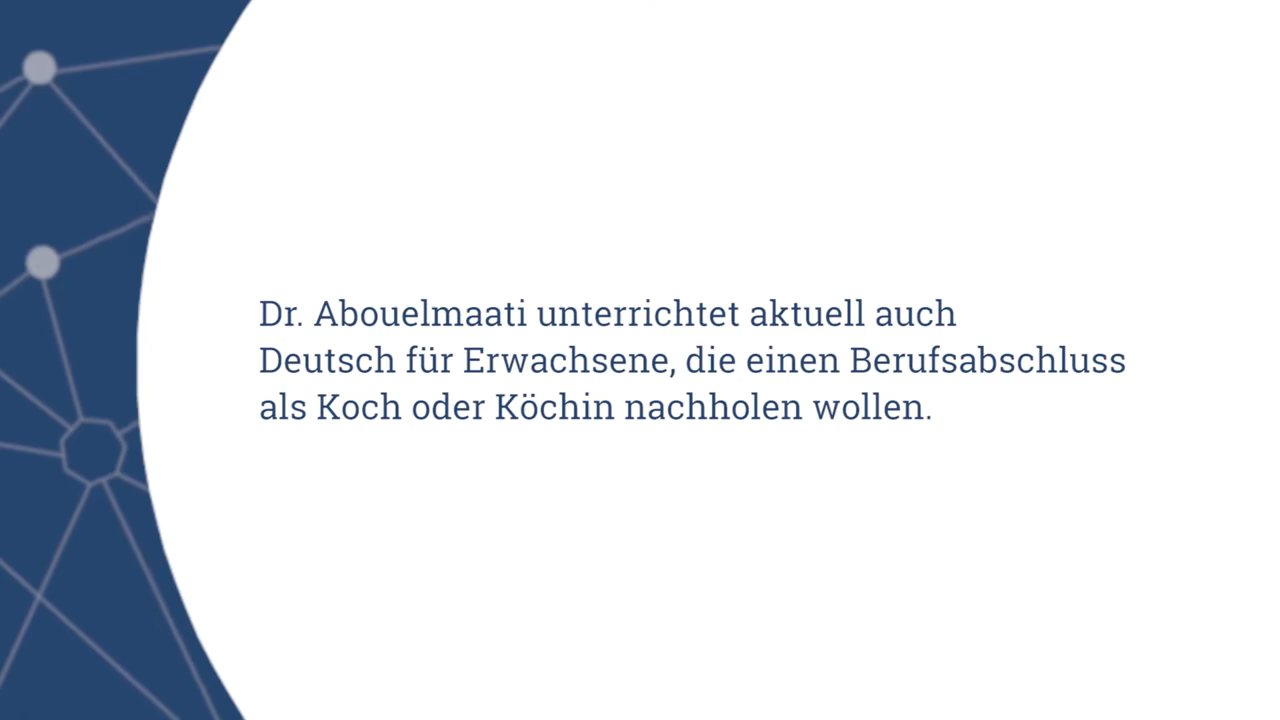 Dr. Abouelmaati unterrichtet aktuell auch
Deutsch für Erwachsene, die einen Berufsabschluss
als Koch oder Köchin nachholen wollen.